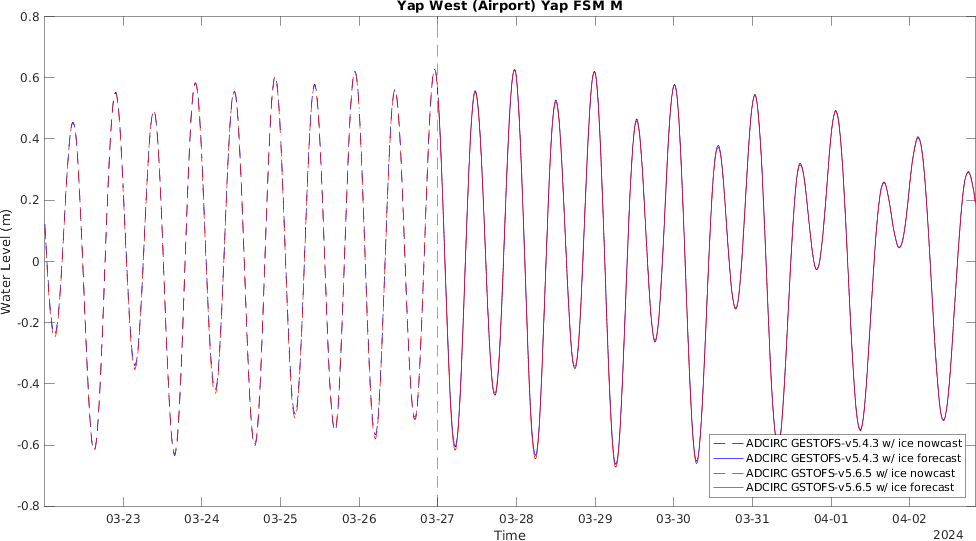 Yap West (Airport) Yap FSM M
0.8
0.6
0.4
0.2
0
-0.2
-0.4
-0.6
-0.8
Water Level (m)
03-23 03-24 03-25 03-26 03-27 03-28 03-29 03-30 03-31 04-01 04-02
Time
2024
ADCIRC GESTOFS-v5.4.3 w/ ice nowcast
ADCIRC GESTOFS-v5.4.3 w/ ice forecast
ADCIRC GSTOFS-v5.6.5 w/ ice nowcast
ADCIRC GSTOFS-v5.6.5 w/ ice forecast